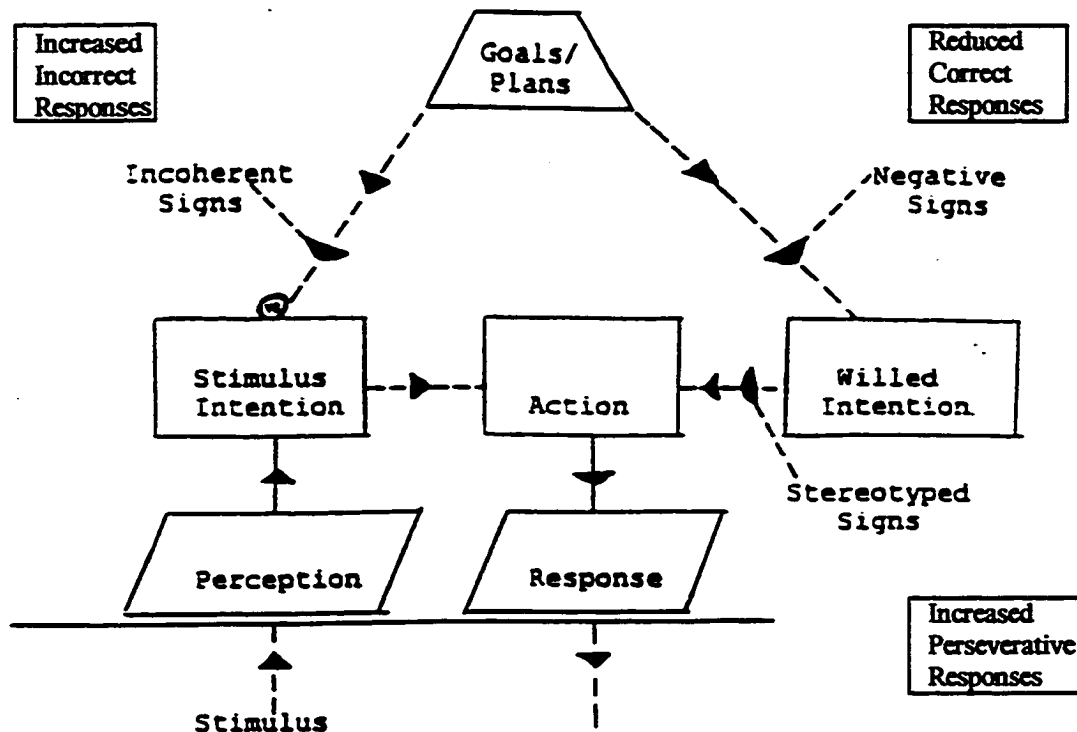 Increased
Incorrect
Responses
Goals/
Plans
Reduced
Correct
Responses
Incoherent
Signs
Negative
Signs
Stimulus
Intention
Action
Willed
Intention
Stereotyped
Signs
Perception
Response
Increased
Perseverative
Responses
Stimulus